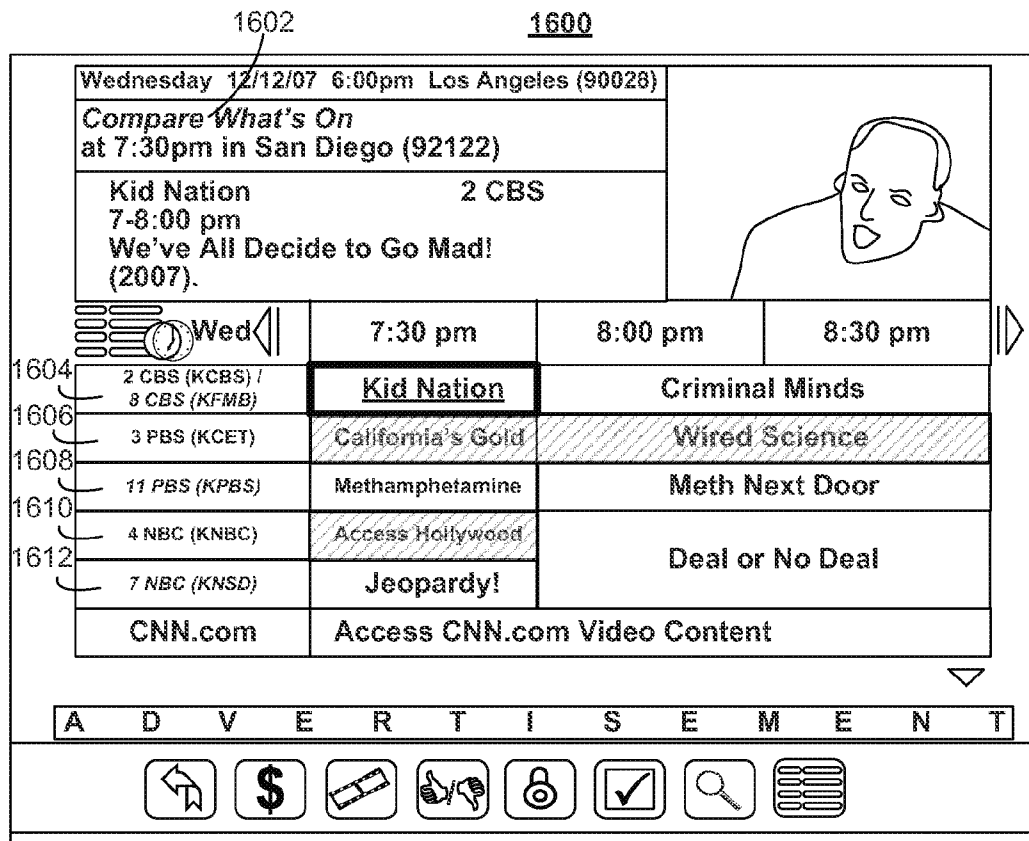 1602
1600
Wednesday 12/12/07 6:00pm Los Angeles (90028)
Compare What's On
at 7:30pm in San Diego (92122)
Kid Nation 2 CBS
7-8:00 pm
We've All Decide to Go Mad!
(2007).
Wed 7:30 pm 8:00 pm 8:30 pm
1604
2 CBS (KCBS) /
8 CBS (KFMB)
Kid Nation Criminal Minds
1606
3 PBS (KCET) California's Gold Wired Science
1608
11 PBS (KPBS) Methamphetamine Meth Next Door
1610
4 NBC (KNBC) Access Hollywood
Deal or No Deal
1612
7 NBC (KNSD) Jeopardy!
CNN.com Access CNN.com Video Content
A D V E R T I S E M E N T
$